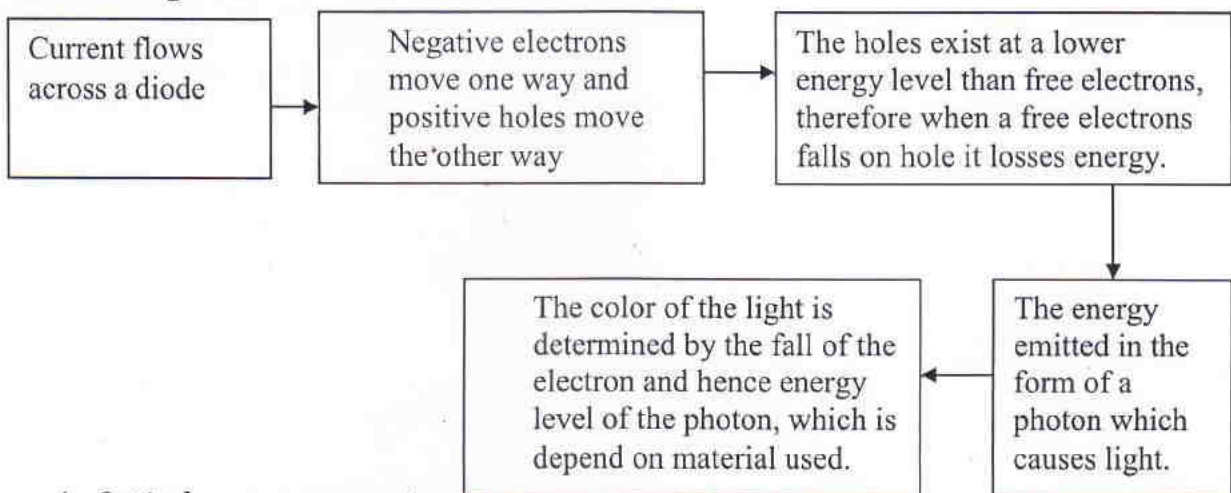 Current flows
across a diode
Negative electrons
move one way and
positive holes move
the other way
The holes exist at a lower
energy level than free electrons,
therefore when a free electrons
falls on hole it losses energy.
The energy
emitted in the
form of a
photon which
causes light.
The color of the light is
determined by the fall of the
electron and hence energy
level of the photon, which is
depend on material used.